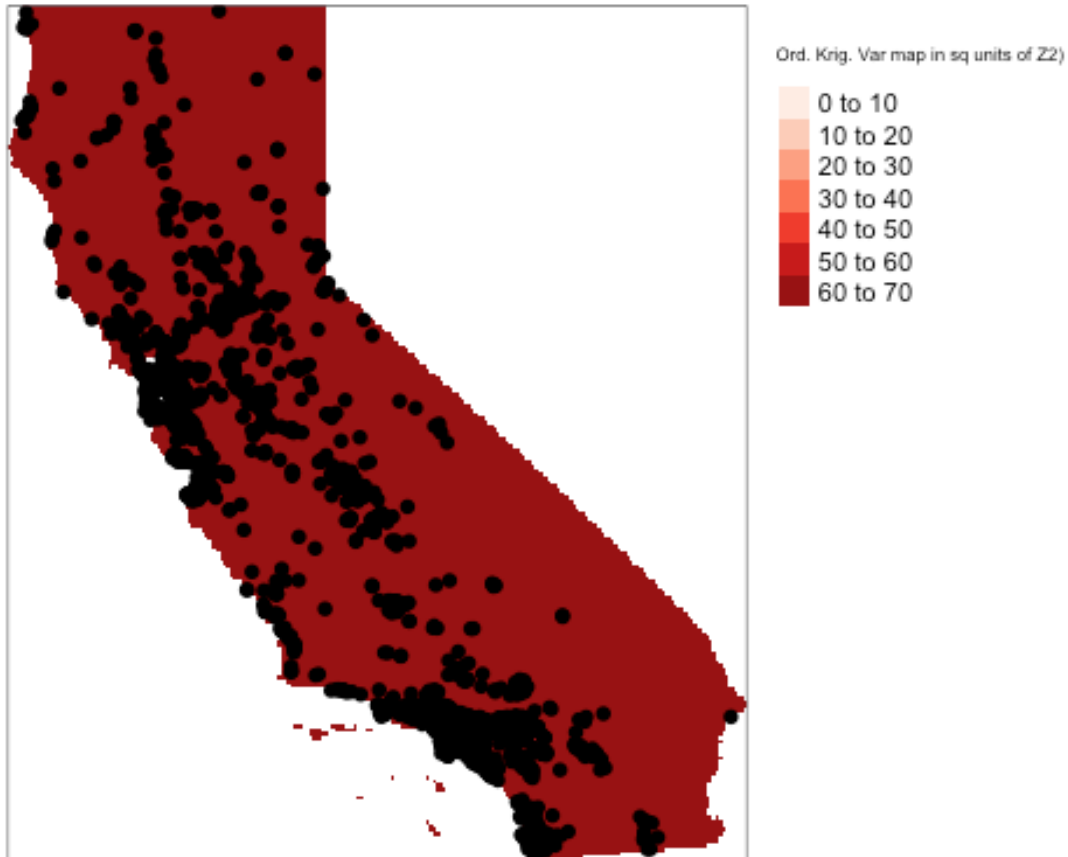 Ord. Krig. Var map in sq units of Z2)
0 to 10
10 to 20
20 to 30
30 to 40
40 to 50
50 to 60
60 to 70